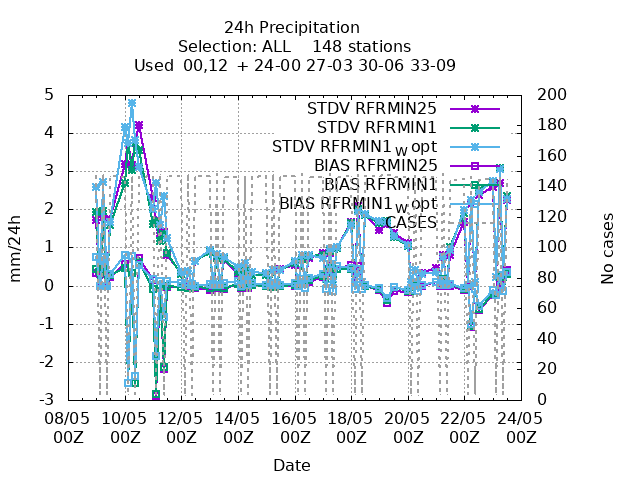 24h Precipitation
Selection: ALL 148 stations
Used 00,12 + 24-00 27-03 30-06 33-09
5
4
3
2
1
0
-1
-2
-3
mm/24h
200
180
160
140
120
100
80
60
40
20
0
No cases
STDV RFRMIN25
STDV RFRMIN1
STDV RFRMIN1w opt
BIAS RFRMIN25
BIAS RFRMIN1
BIAS RFRMIN1w opt
CASES
08/05 10/05 12/05 14/05 16/05 18/05 20/05 22/05 24/05
00Z 00Z 00Z 00Z 00Z 00Z 00Z 00Z 00Z
Date